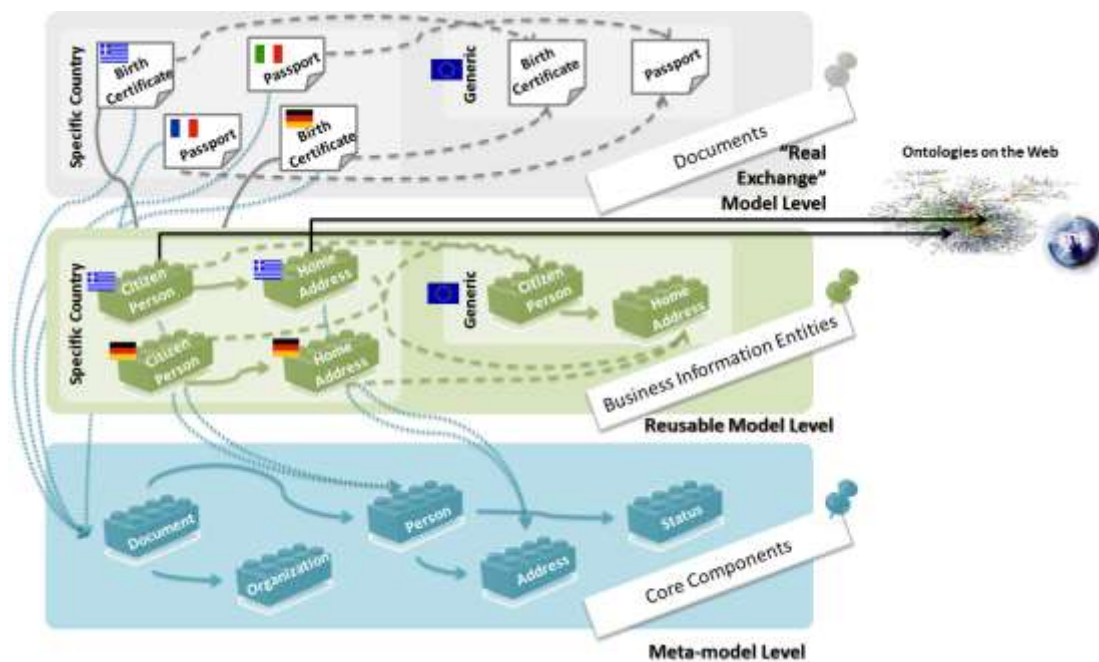 Specific Country
Birth
Certificate
Passport
Passport
Birth
Certificate
Generic
Birth
Certificate
Passport
Documents
"Real
Exchange"
Model Level
Ontologies on the Web
Specific Country
Citizen
Person
Home
Address
Citizen
Person
Home
Address
Generic
Citizen
Person
Home
Address
Business Information Entities
Reusable Model Level
Document
Organization
Person
Address
Status
Core Components
Meta-model Level